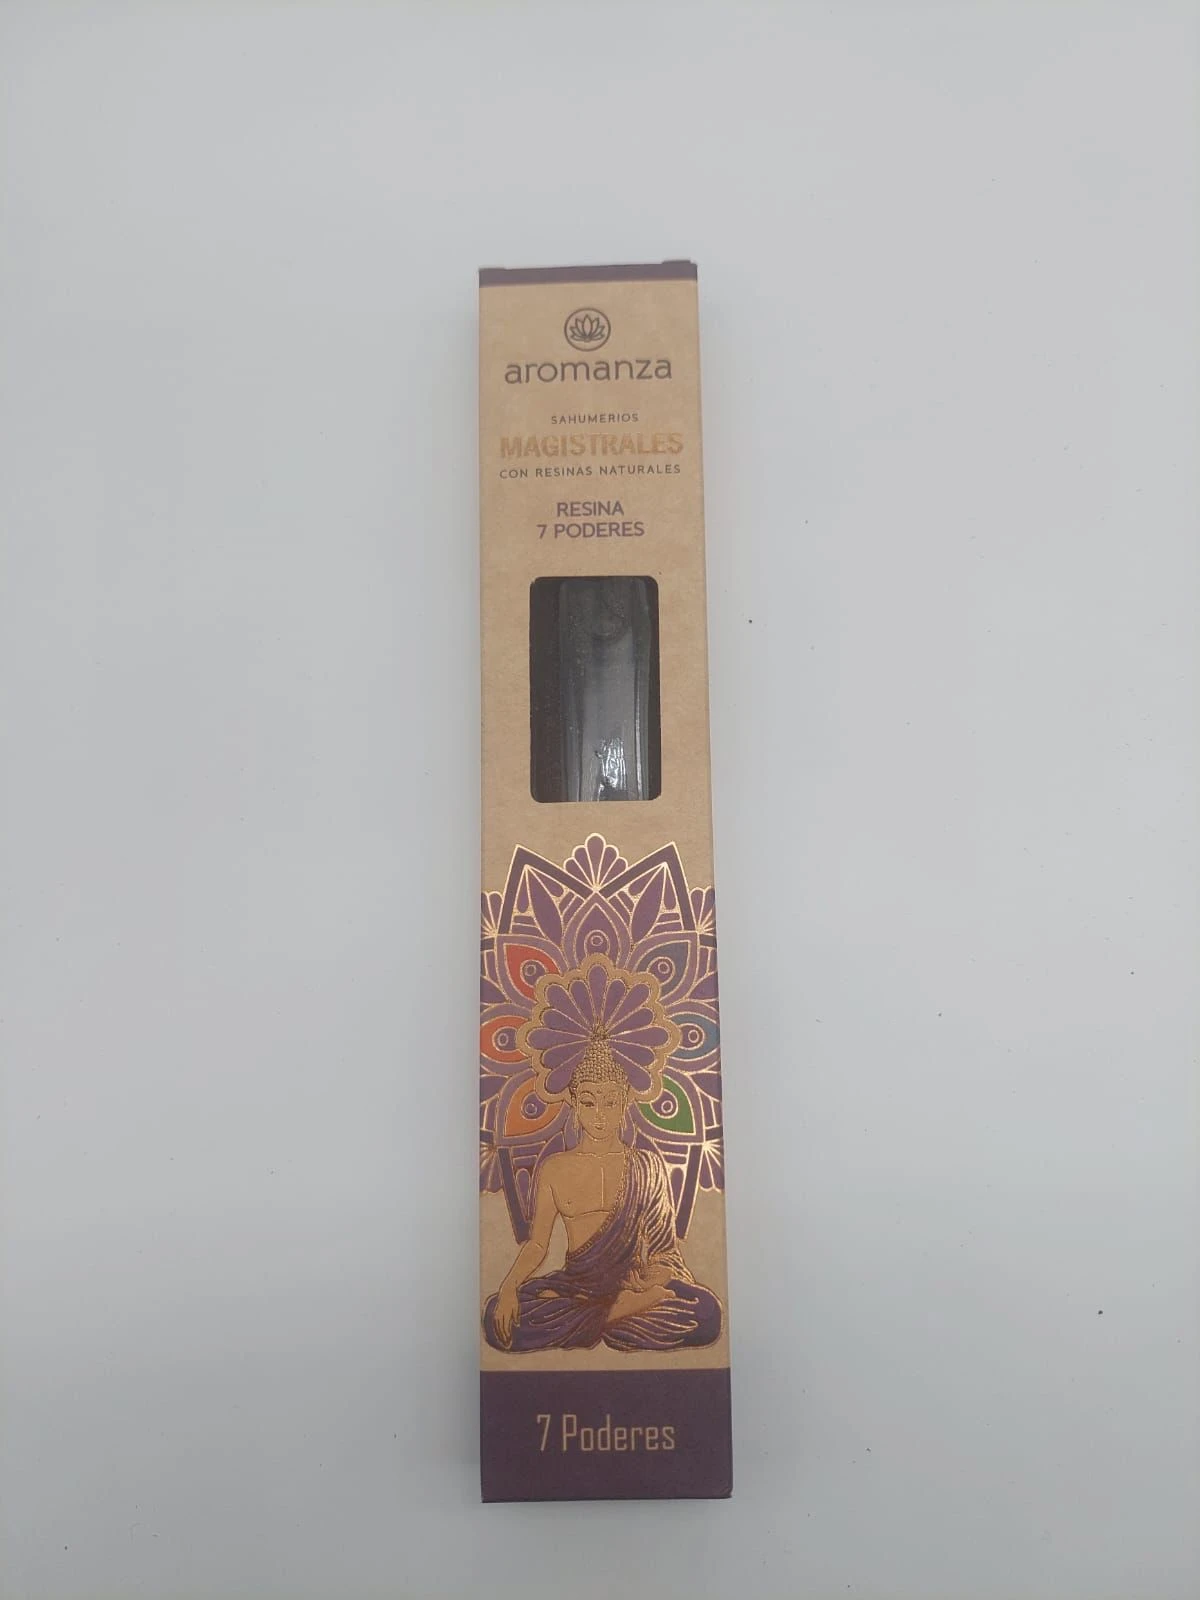 aromanza
SAHUMERIOS
MAGISTRALES
CON RESINAS NATURALES
RESINA
7 PODERES
7 Poderes